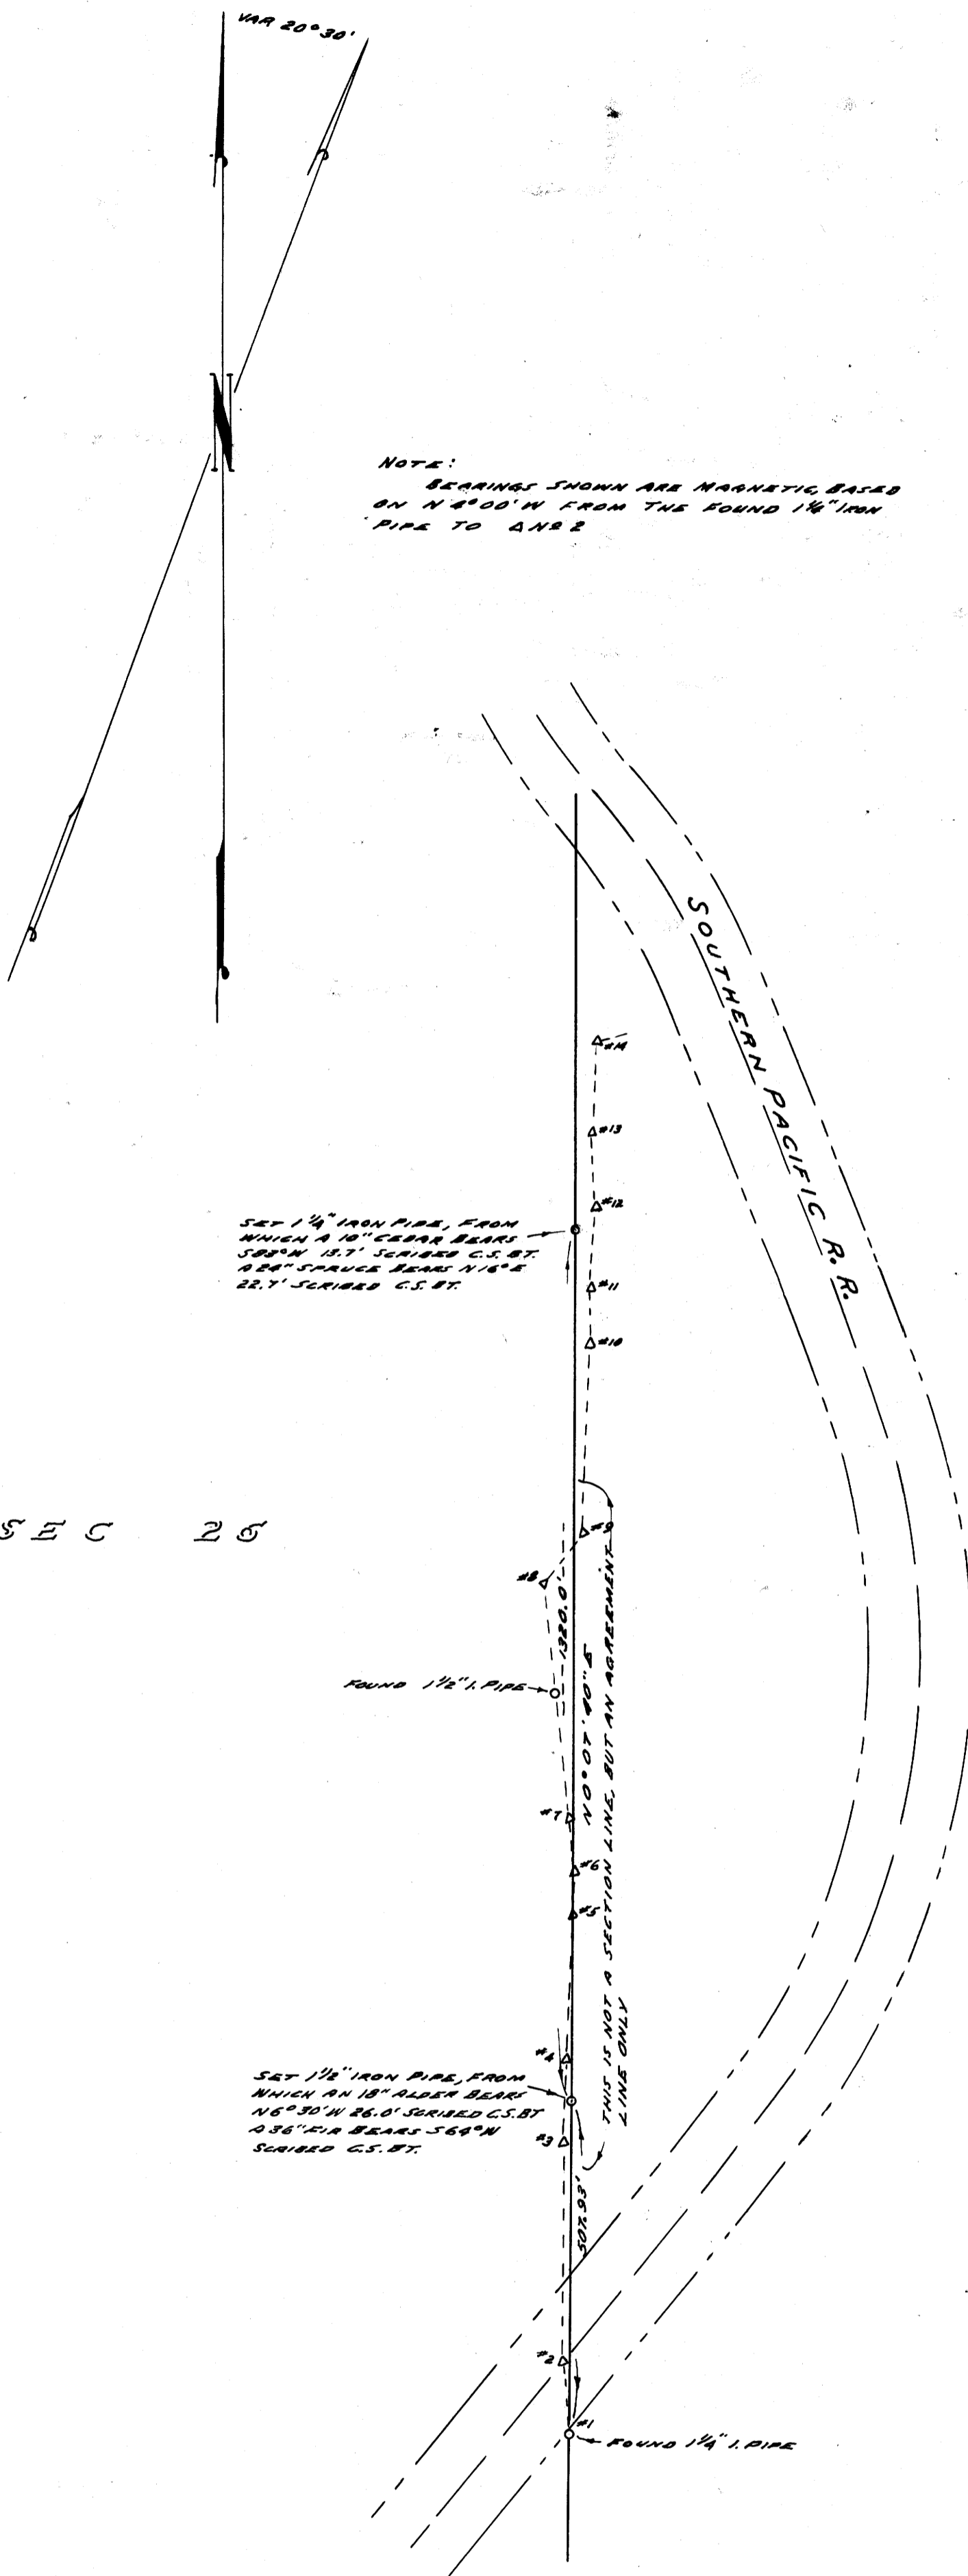 VAR 20°30'
N
NOTE:
BEARINGS SHOWN ARE MAGNETIC, BASED
ON N 4°00' W FROM THE FOUND 1¼" IRON
PIPE TO △ Nº 2
SOUTHERN PACIFIC R.R.
#14
#13
#12
SET 1¼" IRON PIPE, FROM
WHICH A 10" CEDAR BEARS
S83°W 13.7' SCRIBED C.S. BT.
A 24" SPRUCE BEARS N16°E
22.7' SCRIBED C.S. BT.
#11
#10
SEC 26
#9
#8
1320.0'
N0°07'40"E
THIS IS NOT A SECTION LINE, BUT AN AGREEMENT
LINE ONLY
FOUND 1½" I. PIPE
#7
#6
#5
#4
SET 1½" IRON PIPE, FROM
WHICH AN 18" ALDER BEARS
N6°30'W 26.0' SCRIBED C.S. BT
A 36" FIR BEARS S64°W
SCRIBED C.S. BT.
#3
507.93'
#2
#1
FOUND 1¼" I. PIPE